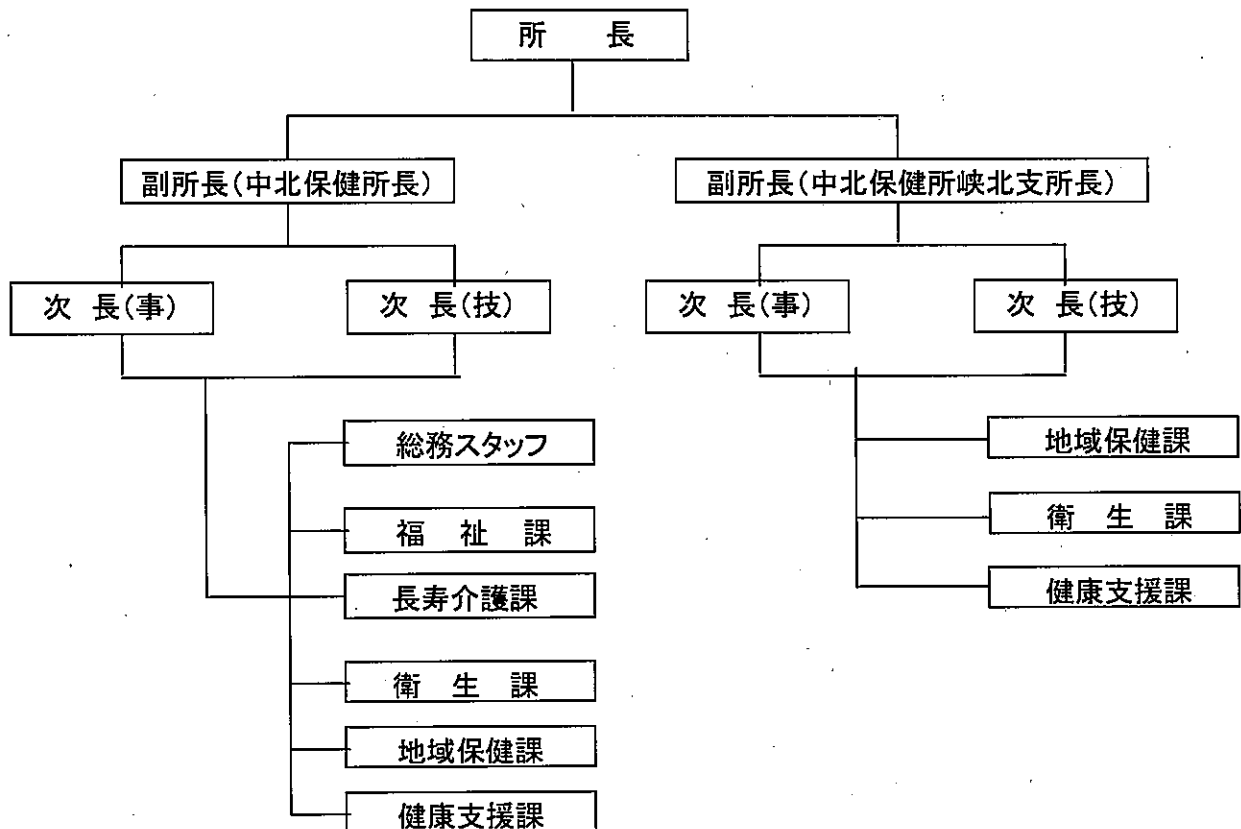 所 長
副所長(中北保健所長)
副所長(中北保健所峡北支所長)
次 長(事)
次 長(技)
次 長(事)
次 長(技)
総務スタッフ
福 祉 課
長寿介護課
衛 生 課
地域保健課
健康支援課
地域保健課
衛 生 課
健康支援課